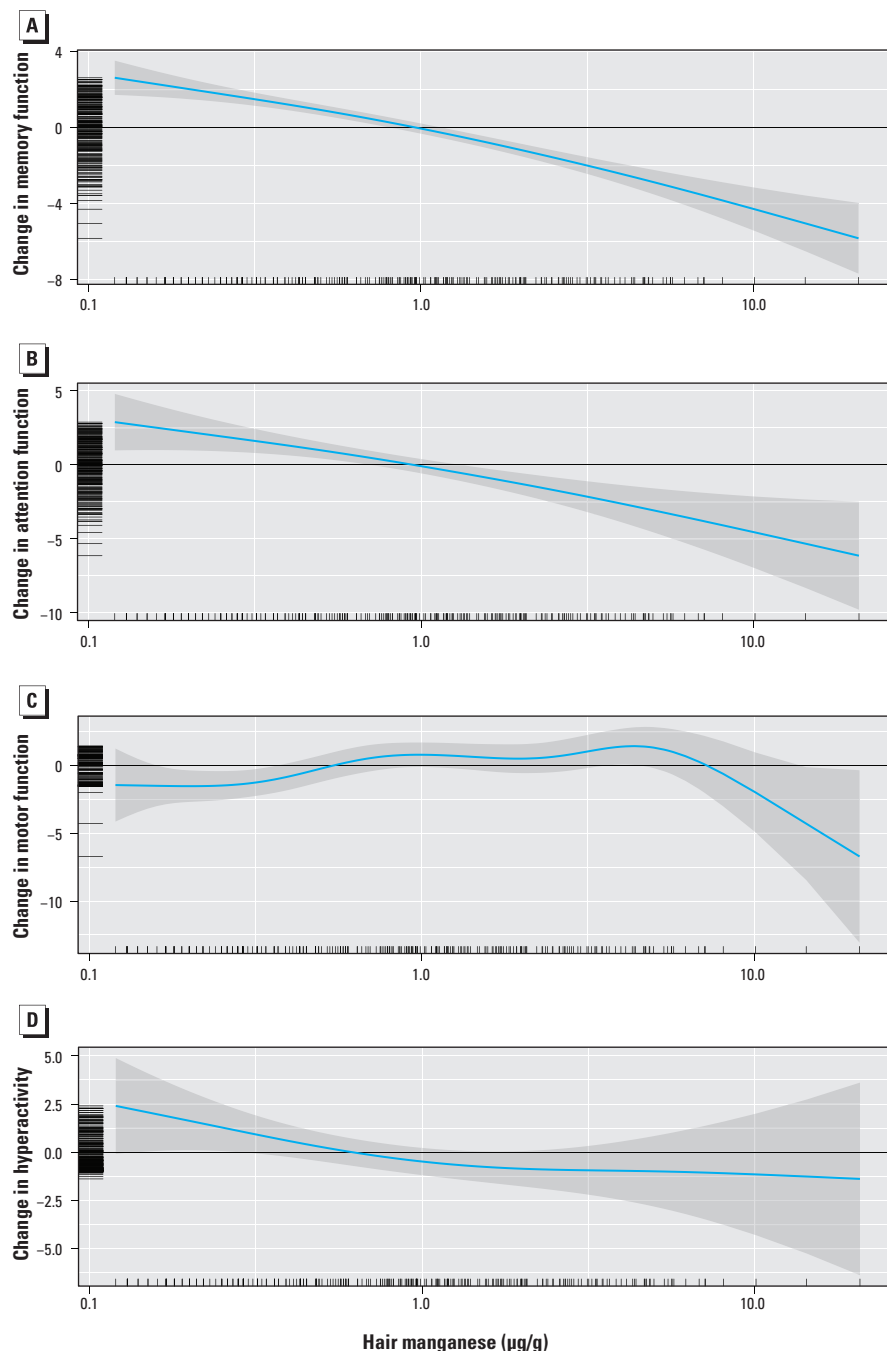 A
Change in memory function
4
0
−4
−8
0.1 1.0 10.0
B
Change in attention function
5
0
−5
−10
0.1 1.0 10.0
C
Change in motor function
0
−5
−10
0.1 1.0 10.0
D
Change in hyperactivity
5.0
2.5
0.0
−2.5
−5.0
0.1 1.0 10.0
Hair manganese (μg/g)